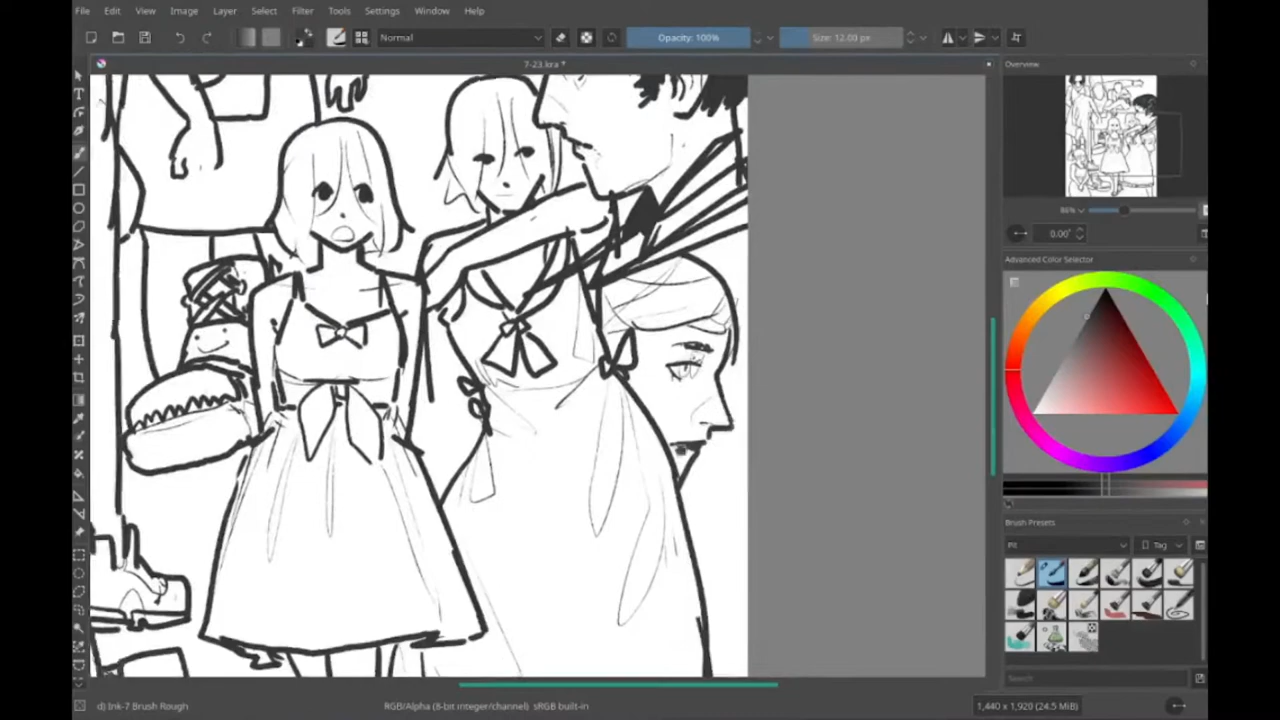 File Edit View Image Layer Select Filter Tools Settings Window Help
Normal
Opacity: 100%
Size: 12.00 px
7-23.kra *
Overview
0.00°
Advanced Color Selector
Brush Presets
Tag
Search
d) Ink-7 Brush Rough
RGB/Alpha (8-bit integer/channel) sRGB built-in
1,440 x 1,920 (24.5 MiB)